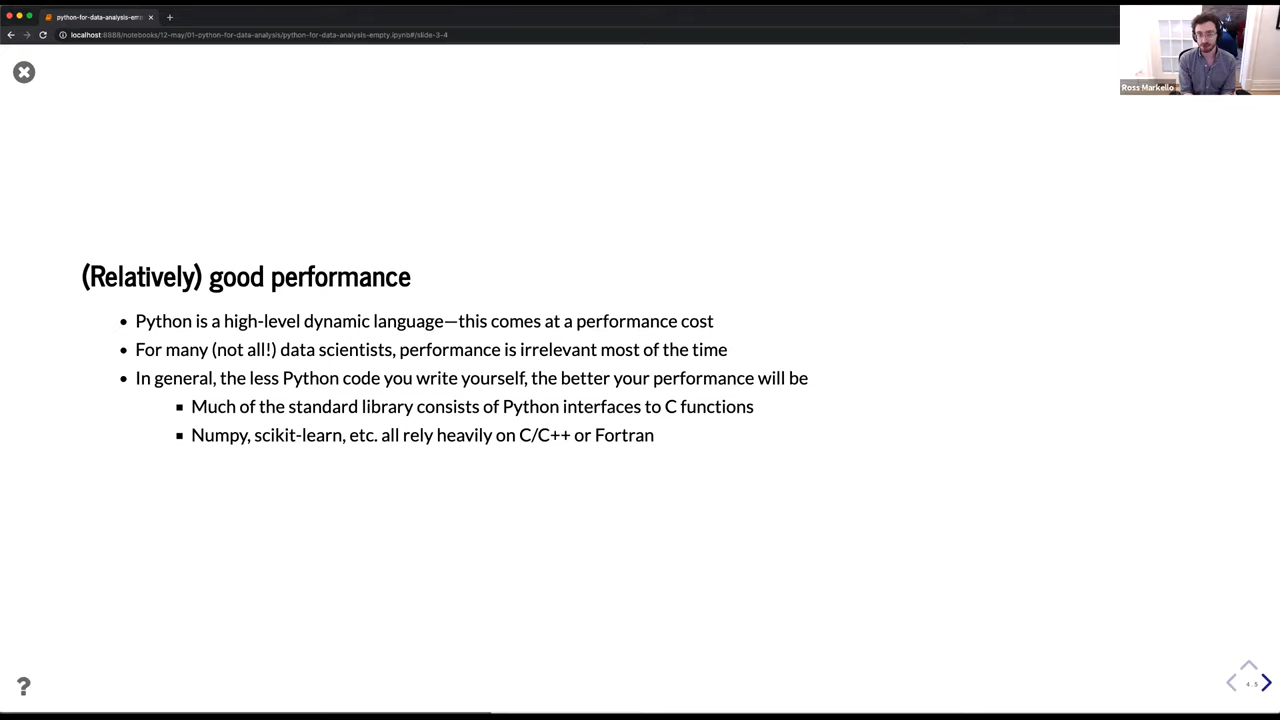 python-for-data-analysis-em
localhost:8888/notebooks/12-may/01-python-for-data-analysis/python-for-data-analysis-empty.ipynb#/slide-3-4
Ross Markello
(Relatively) good performance
• Python is a high-level dynamic language—this comes at a performance cost
• For many (not all!) data scientists, performance is irrelevant most of the time
• In general, the less Python code you write yourself, the better your performance will be
▪ Much of the standard library consists of Python interfaces to C functions
▪ Numpy, scikit-learn, etc. all rely heavily on C/C++ or Fortran
?
4.5